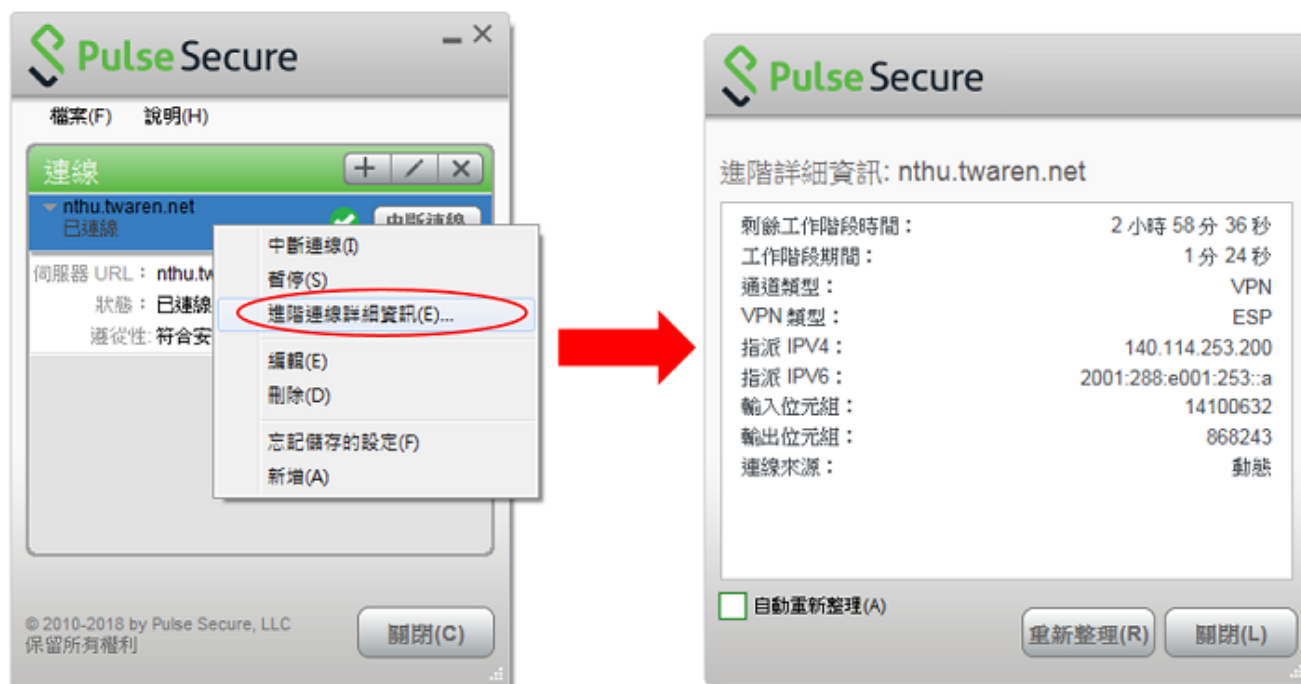 Pulse Secure
檔案(F) 說明(H)
連線
nthu.twaren.net
已連線
中斷連線
伺服器 URL： nthu.tw
狀態： 已連線
遵從性: 符合安
中斷連線(I)
暫停(S)
進階連線詳細資訊(E)...
編輯(E)
刪除(D)
忘記儲存的設定(F)
新增(A)
© 2010-2018 by Pulse Secure, LLC
保留所有權利
關閉(C)
Pulse Secure
進階詳細資訊: nthu.twaren.net
剩餘工作階段時間： 2 小時 58 分 36 秒
工作階段期間： 1 分 24 秒
通道類型： VPN
VPN 類型： ESP
指派 IPV4： 140.114.253.200
指派 IPV6： 2001:288:e001:253::a
輸入位元組： 14100632
輸出位元組： 868243
連線來源： 動態
自動重新整理(A)
重新整理(R) 關閉(L)